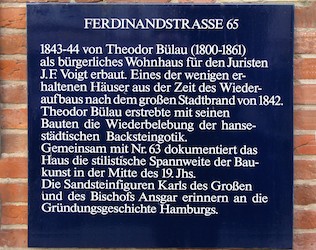 FERDINANDSTRASSE 65
1843-44 von Theodor Bülau (1800-1861)
als bürgerliches Wohnhaus für den Juristen
J.F. Voigt erbaut. Eines der wenigen er-
haltenen Häuser aus der Zeit des Wieder-
aufbaus nach dem großen Stadtbrand von 1842.
Theodor Bülau erstrebte mit seinen
Bauten die Wiederbelebung der hanse-
städtischen Backsteingotik.
Gemeinsam mit Nr. 63 dokumentiert das
Haus die stilistische Spannweite der Bau-
kunst in der Mitte des 19. Jhs.
Die Sandsteinfiguren Karls des Großen
und des Bischofs Ansgar erinnern an die
Gründungsgeschichte Hamburgs.